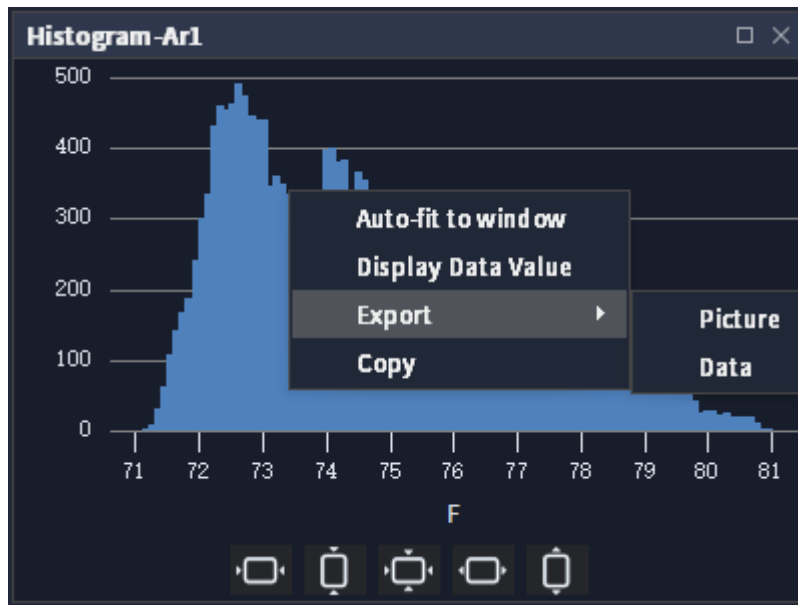 Histogram-Ar1
500
400
300
200
100
0
Auto-fit to window
Display Data Value
Export
Copy
Picture
Data
71 72 73 74 75 76 77 78 79 80 81
F